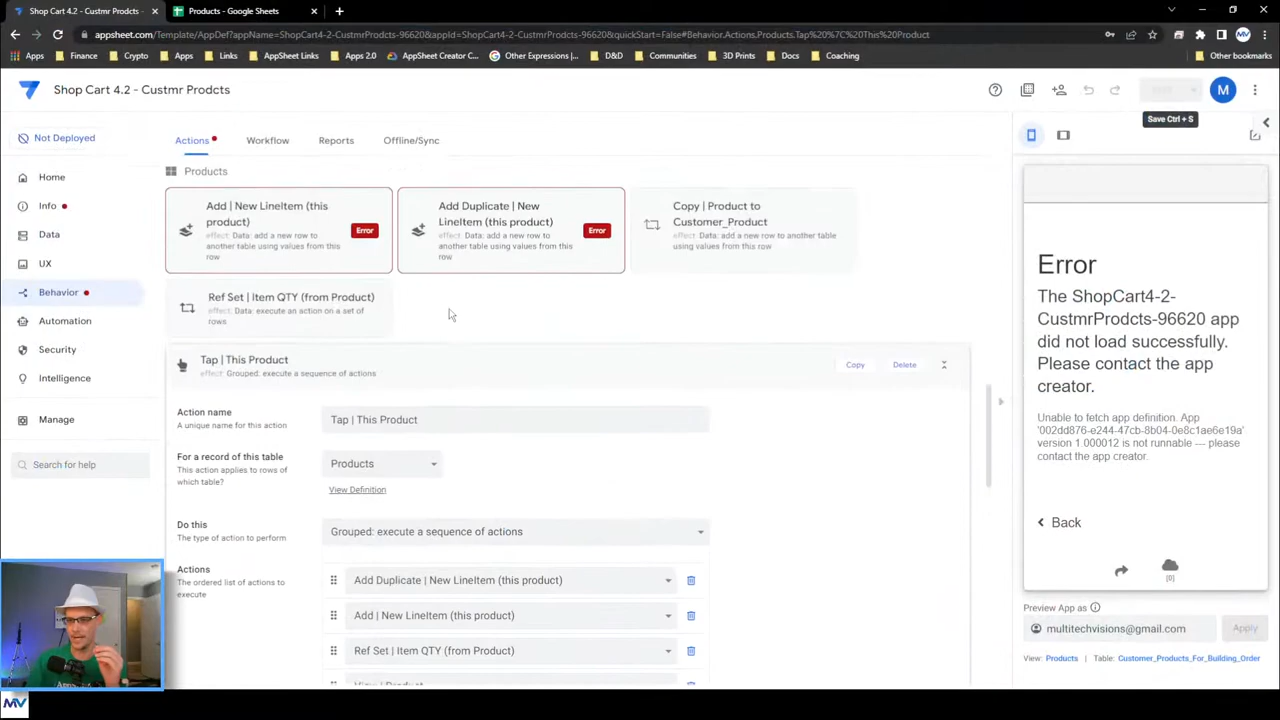 Shop Cart 4.2 - Custmr Prodcts -
Products - Google Sheets
appsheet.com/Template/AppDef?appName=ShopCart4-2-CustmrProdcts-96620&appId=ShopCart4-2-CustmrProdcts-96620&quickStart=False#Behavior.Actions.Products.Tap%20%7C%20This%20Product
Apps
Finance
Crypto
Apps
Links
AppSheet Links
Apps 2.0
AppSheet Creator C...
Other Expressions |...
D&D
Communities
3D Prints
Docs
Coaching
Other bookmarks
Shop Cart 4.2 - Custmr Prodcts
M
Save Ctrl + S
Not Deployed
Home
Info
Data
UX
Behavior
Automation
Security
Intelligence
Manage
Search for help
Actions
Workflow
Reports
Offline/Sync
Products
Add | New LineItem (this
product)
effect: Data: add a new row to
another table using values from this
row
Error
Add Duplicate | New
LineItem (this product)
effect: Data: add a new row to
another table using values from this
row
Error
Copy | Product to
Customer_Product
effect: Data: add a new row to another table
using values from this row
Ref Set | Item QTY (from Product)
effect: Data: execute an action on a set of
rows
Tap | This Product
effect: Grouped: execute a sequence of actions
Copy
Delete
Action name
A unique name for this action
Tap | This Product
For a record of this table
This action applies to rows of
which table?
Products
View Definition
Do this
The type of action to perform
Grouped: execute a sequence of actions
Actions
The ordered list of actions to
execute
Add Duplicate | New LineItem (this product)
Add | New LineItem (this product)
Ref Set | Item QTY (from Product)
View | Product
Error
The ShopCart4-2-
CustmrProdcts-96620 app
did not load successfully.
Please contact the app
creator.
Unable to fetch app definition. App
'002dd876-e244-47cb-8b04-0e8c1ae6e19a'
version 1.000012 is not runnable --- please
contact the app creator.
Back
[0]
Preview App as
multitechvisions@gmail.com
Apply
View: Products | Table: Customer_Products_For_Building_Order
MV